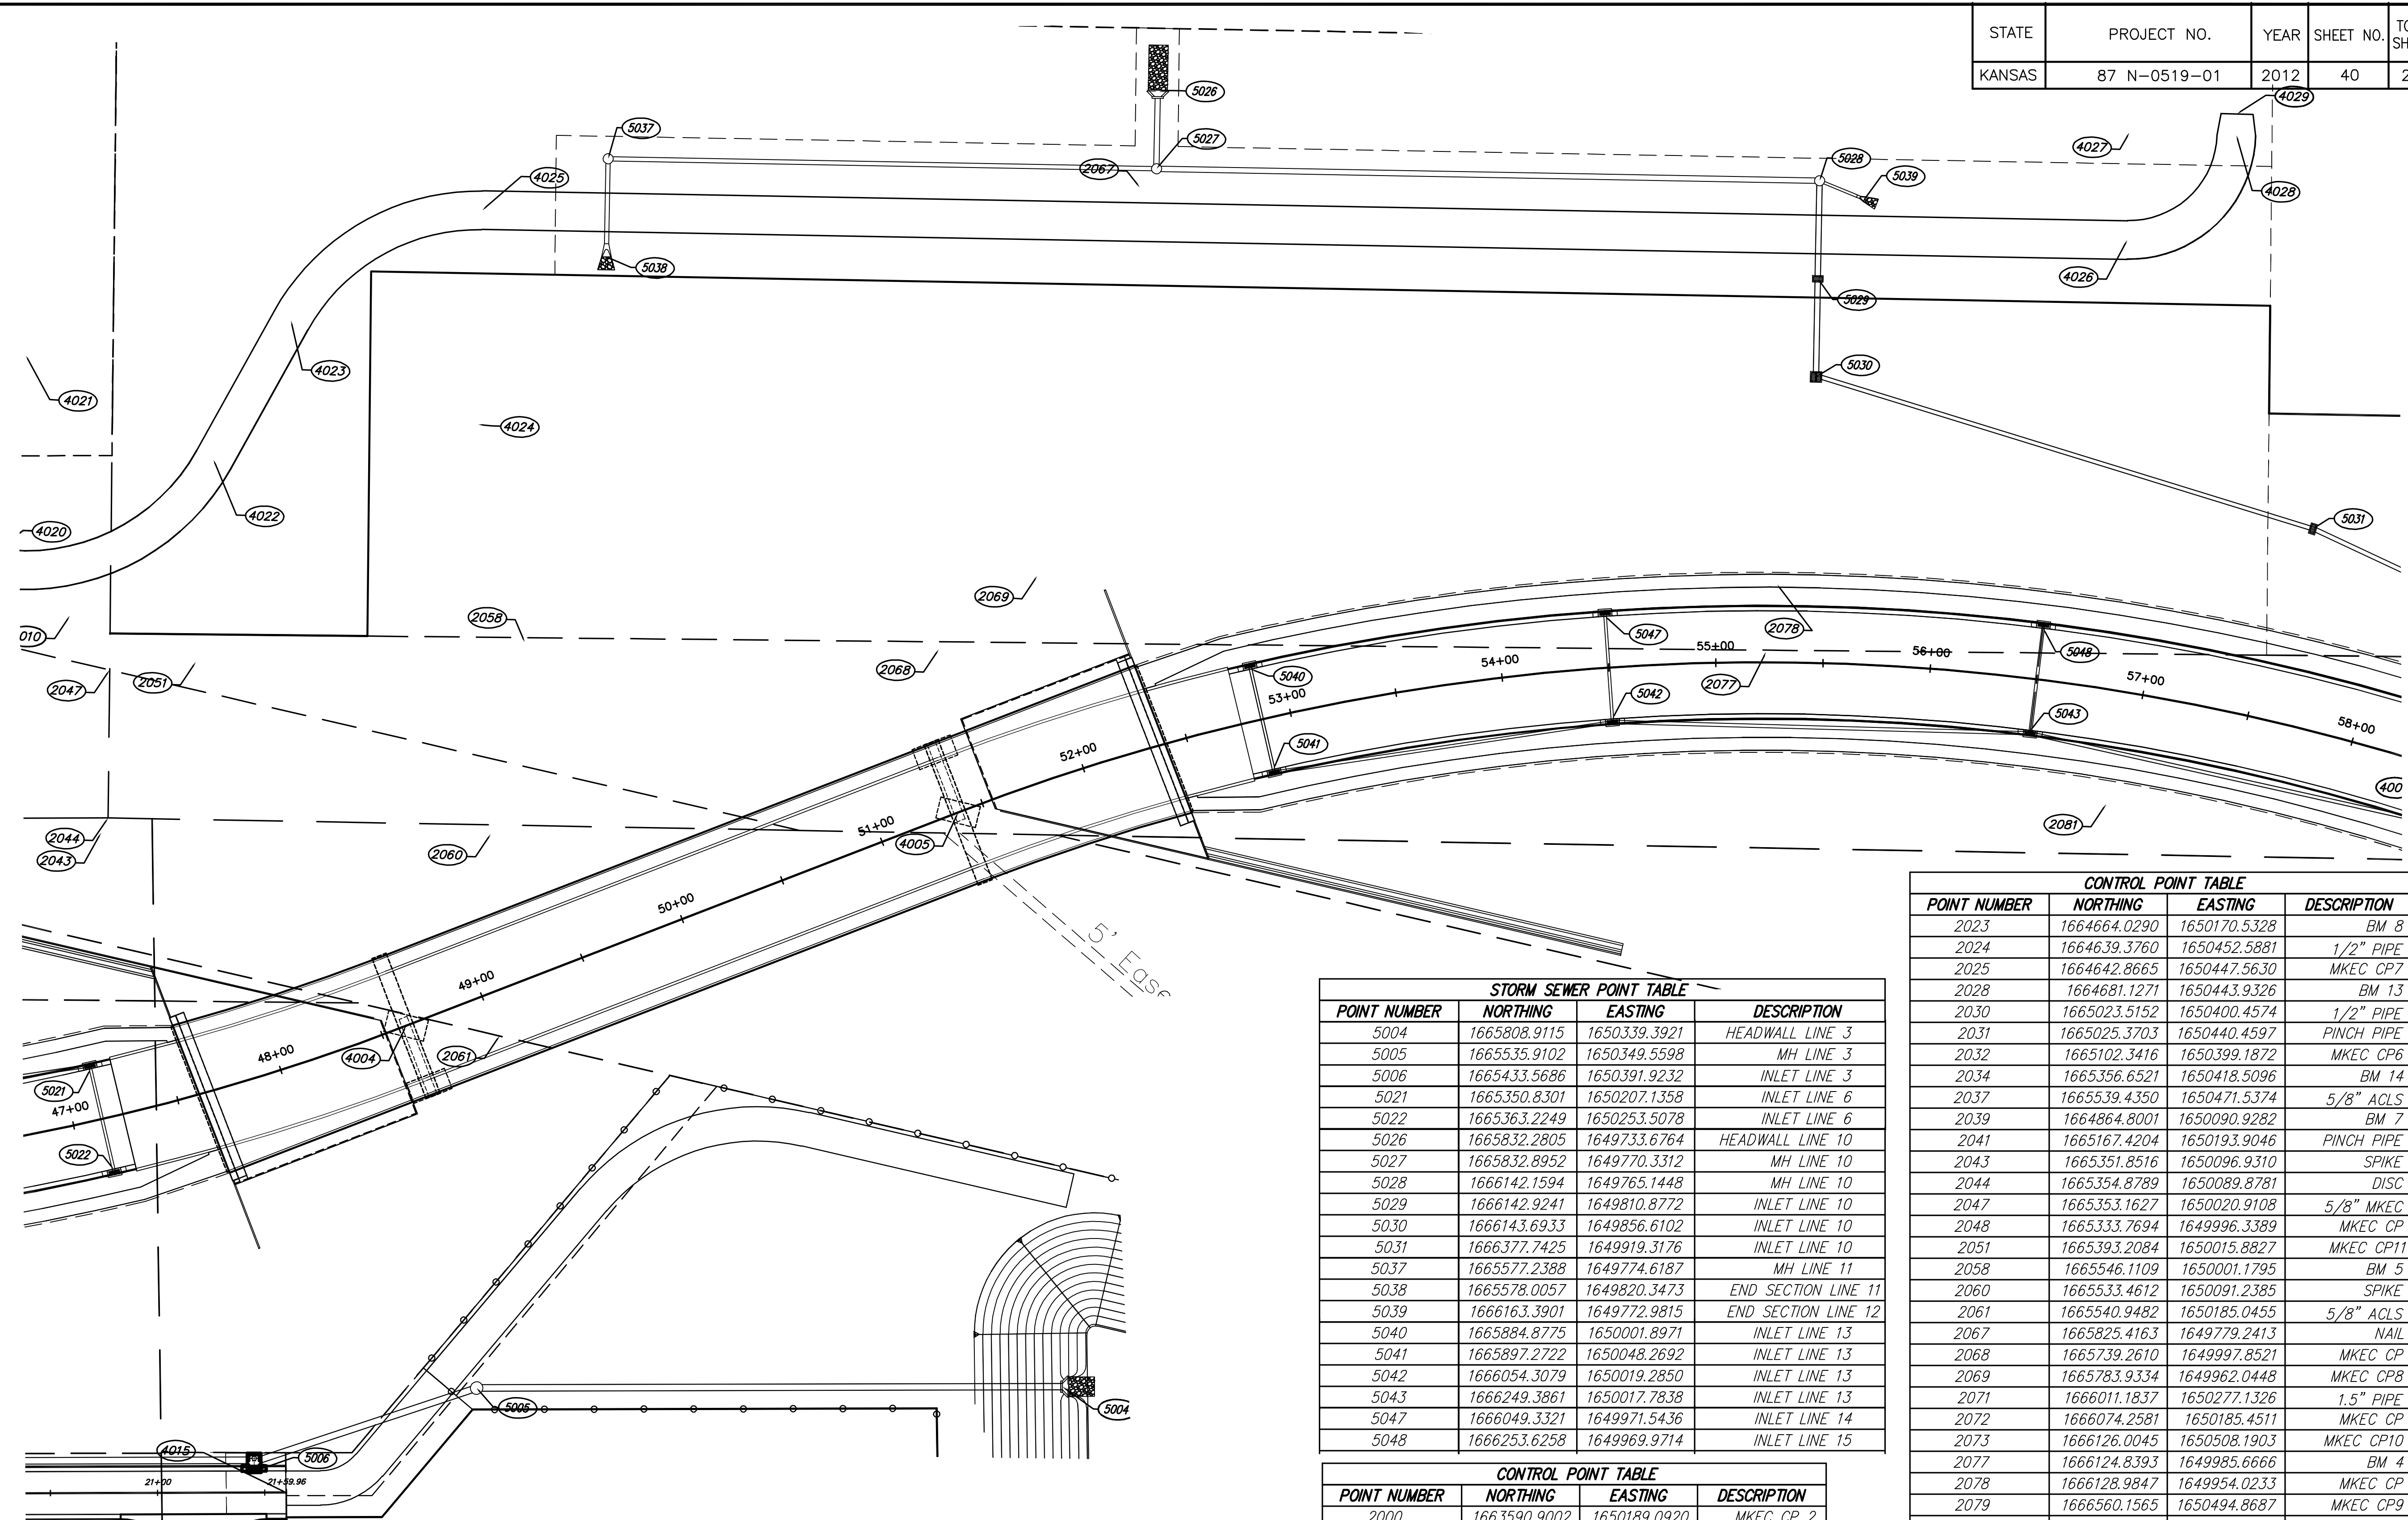 STATE PROJECT NO. YEAR SHEET NO.
KANSAS 87 N-0519-01 2012 40
4029
5026
5037
5027
4027
5028
2067
4025
5039
4028
5038
4026
5029
5030
4023
4021
4024
4022
5031
4020
2069
2058
010
2078
5047
55+00
56+00
5048
54+00
2068
5040
2051
2047
2077
57+00
5042
53+00
5043
58+00
5041
52+00
400
2081
51+00
4005
2044
2060
2043
50+00
5' Ease
49+00
48+00
4004
2061
5021
47+00
5022
5005
5004
4015
5006
21+00
21+59.96
STORM SEWER POINT TABLE
POINT NUMBER NORTHING EASTING DESCRIPTION
5004 1665808.9115 1650339.3921 HEADWALL LINE 3
5005 1665535.9102 1650349.5598 MH LINE 3
5006 1665433.5686 1650391.9232 INLET LINE 3
5021 1665350.8301 1650207.1358 INLET LINE 6
5022 1665363.2249 1650253.5078 INLET LINE 6
5026 1665832.2805 1649733.6764 HEADWALL LINE 10
5027 1665832.8952 1649770.3312 MH LINE 10
5028 1666142.1594 1649765.1448 MH LINE 10
5029 1666142.9241 1649810.8772 INLET LINE 10
5030 1666143.6933 1649856.6102 INLET LINE 10
5031 1666377.7425 1649919.3176 INLET LINE 10
5037 1665577.2388 1649774.6187 MH LINE 11
5038 1665578.0057 1649820.3473 END SECTION LINE 11
5039 1666163.3901 1649772.9815 END SECTION LINE 12
5040 1665884.8775 1650001.8971 INLET LINE 13
5041 1665897.2722 1650048.2692 INLET LINE 13
5042 1666054.3079 1650019.2850 INLET LINE 13
5043 1666249.3861 1650017.7838 INLET LINE 13
5047 1666049.3321 1649971.5436 INLET LINE 14
5048 1666253.6258 1649969.9714 INLET LINE 15
CONTROL POINT TABLE
POINT NUMBER NORTHING EASTING DESCRIPTION
2000 1663590.9002 1650189.0920 MKEC CP 2
CONTROL POINT TABLE
POINT NUMBER NORTHING EASTING DESCRIPTION
2023 1664664.0290 1650170.5328 BM 8
2024 1664639.3760 1650452.5881 1/2" PIPE
2025 1664642.8665 1650447.5630 MKEC CP7
2028 1664681.1271 1650443.9326 BM 13
2030 1665023.5152 1650400.4574 1/2" PIPE
2031 1665025.3703 1650440.4597 PINCH PIPE
2032 1665102.3416 1650399.1872 MKEC CP6
2034 1665356.6521 1650418.5096 BM 14
2037 1665539.4350 1650471.5374 5/8" ACLS
2039 1664864.8001 1650090.9282 BM 7
2041 1665167.4204 1650193.9046 PINCH PIPE
2043 1665351.8516 1650096.9310 SPIKE
2044 1665354.8789 1650089.8781 DISC
2047 1665353.1627 1650020.9108 5/8" MKEC
2048 1665333.7694 1649996.3389 MKEC CP
2051 1665393.2084 1650015.8827 MKEC CP11
2058 1665546.1109 1650001.1795 BM 5
2060 1665533.4612 1650091.2385 SPIKE
2061 1665540.9482 1650185.0455 5/8" ACLS
2067 1665825.4163 1649779.2413 NAIL
2068 1665739.2610 1649997.8521 MKEC CP
2069 1665783.9334 1649962.0448 MKEC CP8
2071 1666011.1837 1650277.1326 1.5" PIPE
2072 1666074.2581 1650185.4511 MKEC CP
2073 1666126.0045 1650508.1903 MKEC CP10
2077 1666124.8393 1649985.6666 BM 4
2078 1666128.9847 1649954.0233 MKEC CP
2079 1666560.1565 1650494.8687 MKEC CP9